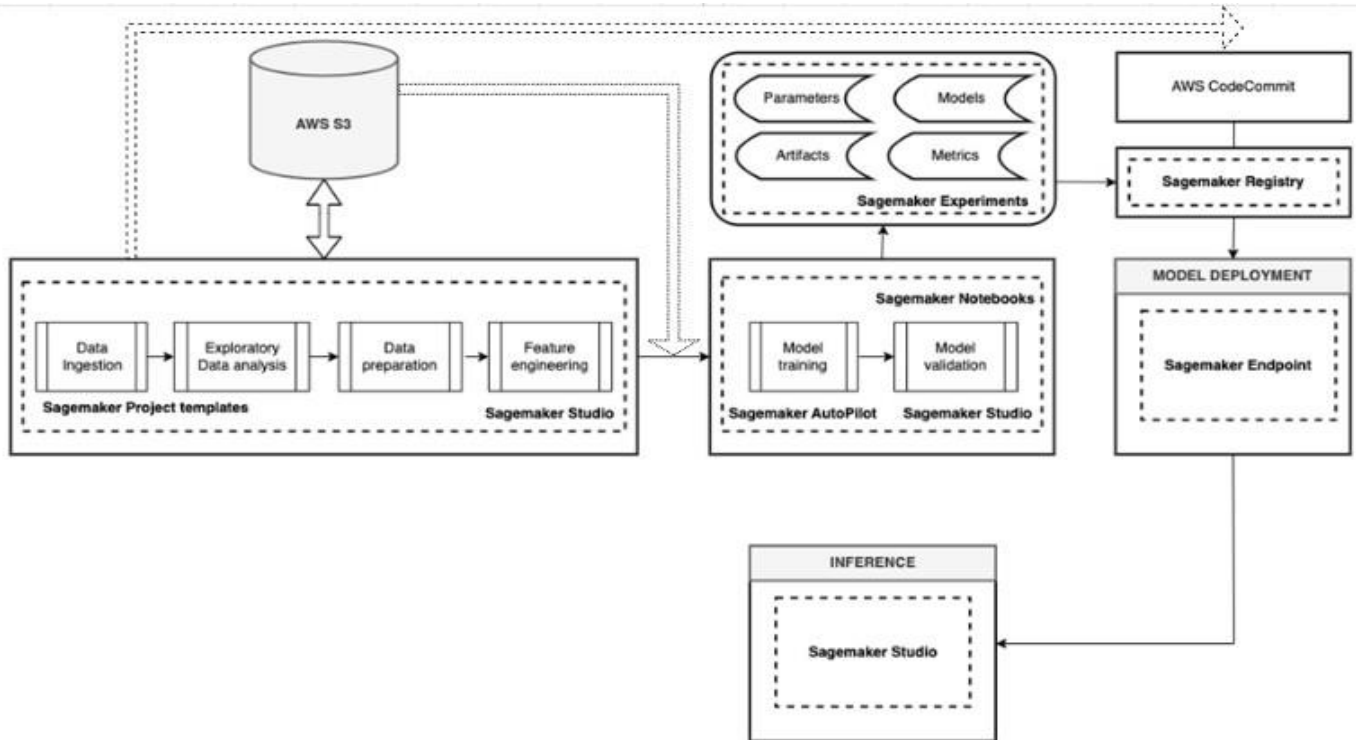 AWS S3
Parameters
Models
Artifacts
Metrics
Sagemaker Experiments
AWS CodeCommit
Sagemaker Registry
MODEL DEPLOYMENT
Sagemaker Endpoint
Data
Ingestion
Exploratory
Data analysis
Data
preparation
Feature
engineering
Sagemaker Project templates
Sagemaker Studio
Sagemaker Notebooks
Model
training
Model
validation
Sagemaker AutoPilot
Sagemaker Studio
INFERENCE
Sagemaker Studio